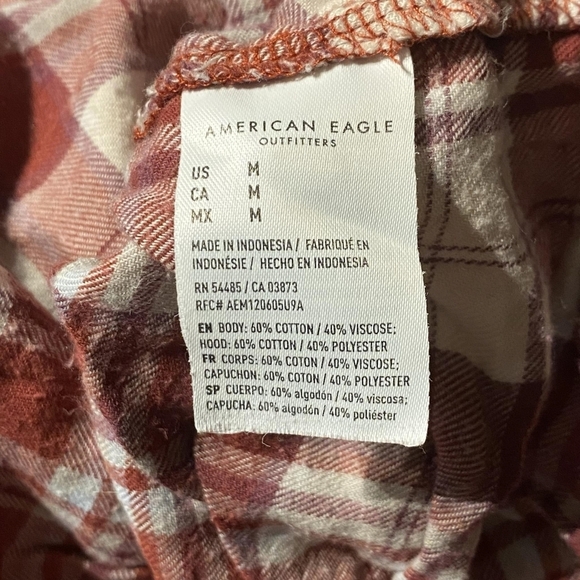 AMERICAN EAGLE
OUTFITTERS
US M
CA M
MX M
MADE IN INDONESIA / FABRIQUÉ EN
INDONÉSIE / HECHO EN INDONESIA
RN 54485 / CA 03873
RFC# AEM120605U9A
EN BODY: 60% COTTON / 40% VISCOSE;
HOOD: 60% COTTON / 40% POLYESTER
FR CORPS: 60% COTON / 40% VISCOSE;
CAPUCHON: 60% COTON / 40% POLYESTER
SP CUERPO: 60% algodón / 40% viscosa;
CAPUCHA: 60% algodón / 40% poliéster